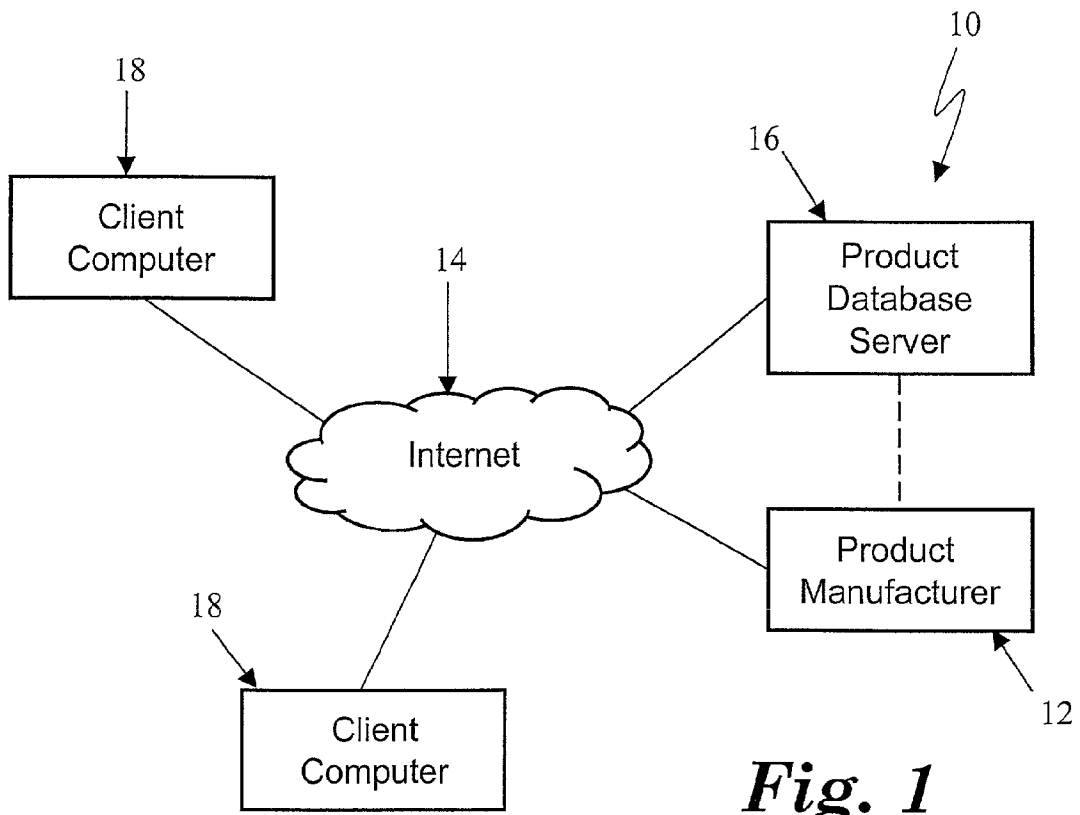 10
18
16
Client
Computer
Product
Database
Server
14
Internet
Product
Manufacturer
18
12
Client
Computer
Fig. 1